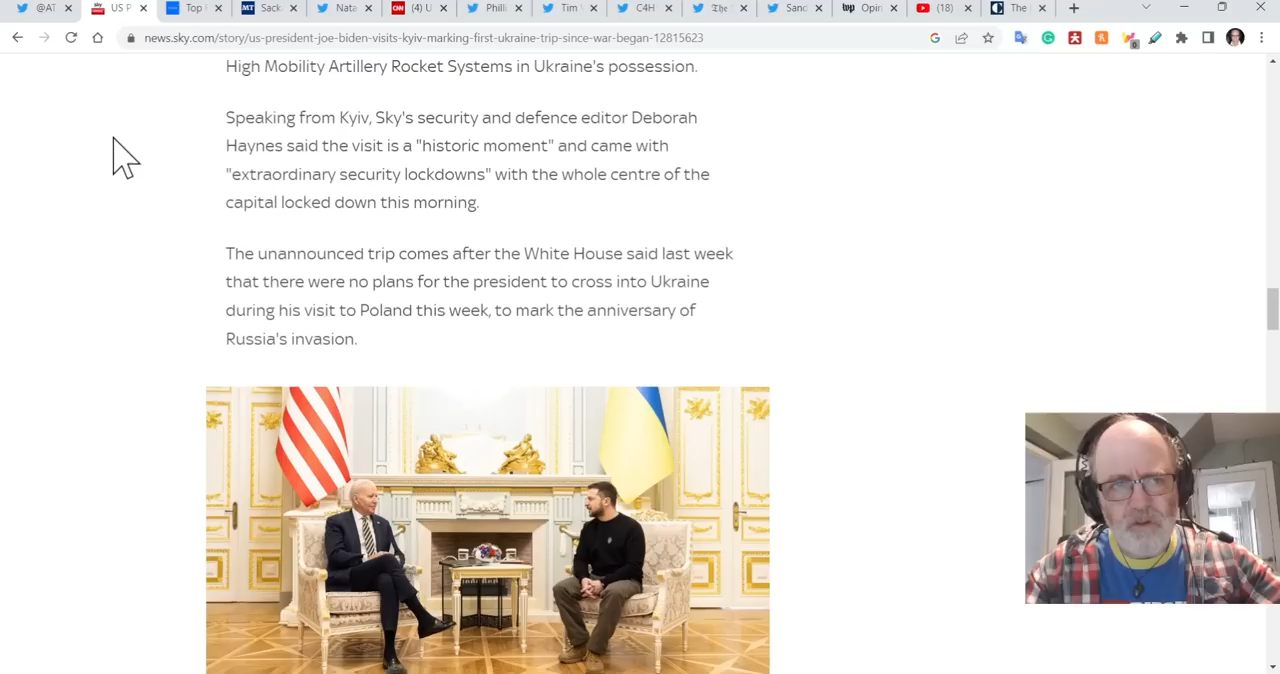 @AT
US P
Top
MT Sack
Nata
CNN (4) U
Philli
Tim
C4H
The
Sand
top Opin
(18)
The
news.sky.com/story/us-president-joe-biden-visits-kyiv-marking-first-ukraine-trip-since-war-began-12815623
High Mobility Artillery Rocket Systems in Ukraine's possession.
Speaking from Kyiv, Sky's security and defence editor Deborah
Haynes said the visit is a "historic moment" and came with
"extraordinary security lockdowns" with the whole centre of the
capital locked down this morning.
The unannounced trip comes after the White House said last week
that there were no plans for the president to cross into Ukraine
during his visit to Poland this week, to mark the anniversary of
Russia's invasion.